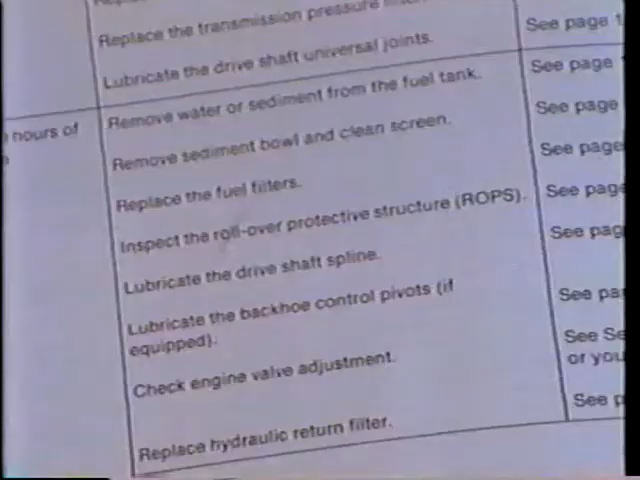 Replace the transmission pressure
Lubricate the drive shaft universal joints. See page 1
hours of Remove water or sediment from the fuel tank. See page
Remove sediment bowl and clean screen. See page
Replace the fuel filters. See page
Inspect the roll-over protective structure (ROPS). See page
Lubricate the drive shaft spline. See pag
Lubricate the backhoe control pivots (if See pa
equipped).
Check engine valve adjustment. See Se
or you
Replace hydraulic return filter. See p